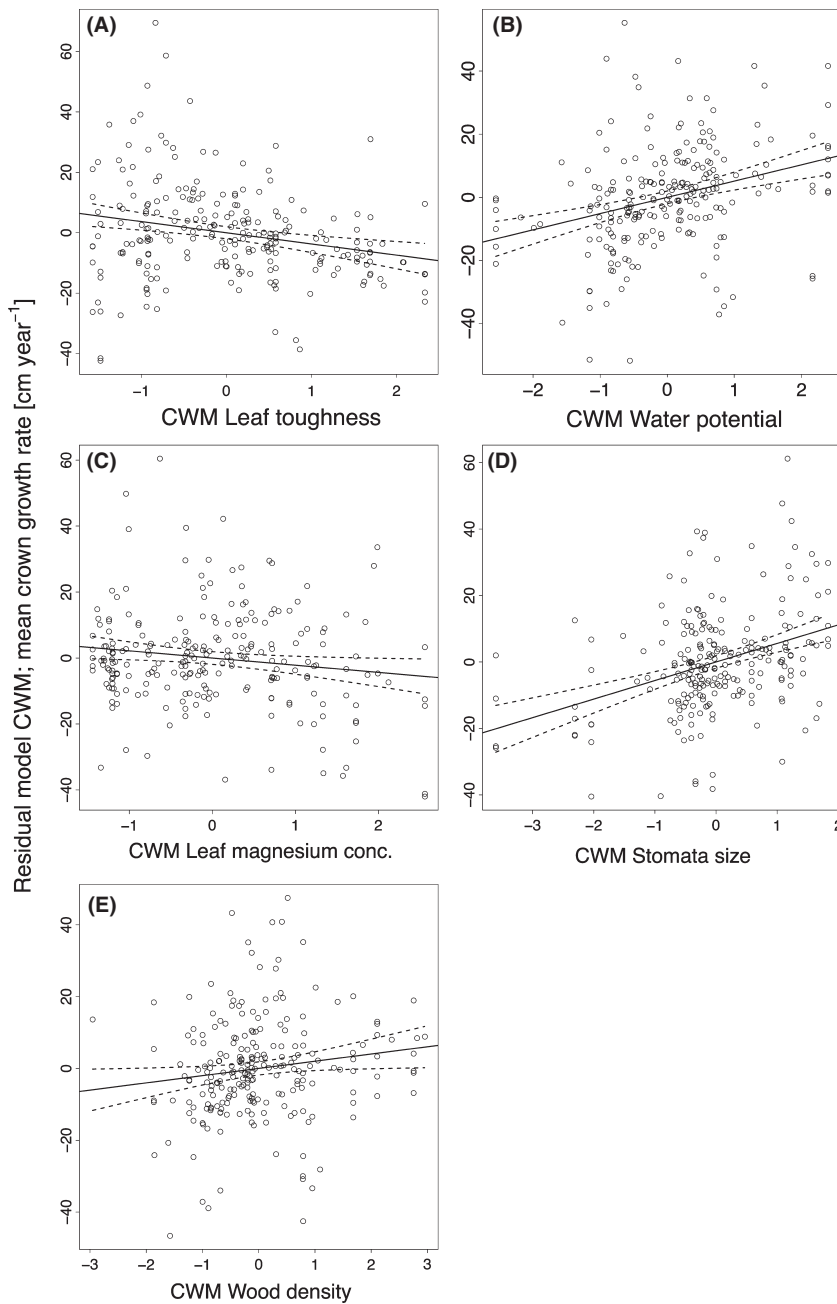 Residual model CWM; mean crown growth rate [cm year−1]
(A)
60
40
20
0
−20
−40
−1 0 1 2
CWM Leaf toughness
(B)
40
20
0
−20
−40
−2 −1 0 1 2
CWM Water potential
(C)
60
40
20
0
−20
−40
−1 0 1 2
CWM Leaf magnesium conc.
(D)
60
40
20
0
−20
−40
−3 −2 −1 0 1 2
CWM Stomata size
(E)
40
20
0
−20
−40
−3 −2 −1 0 1 2 3
CWM Wood density